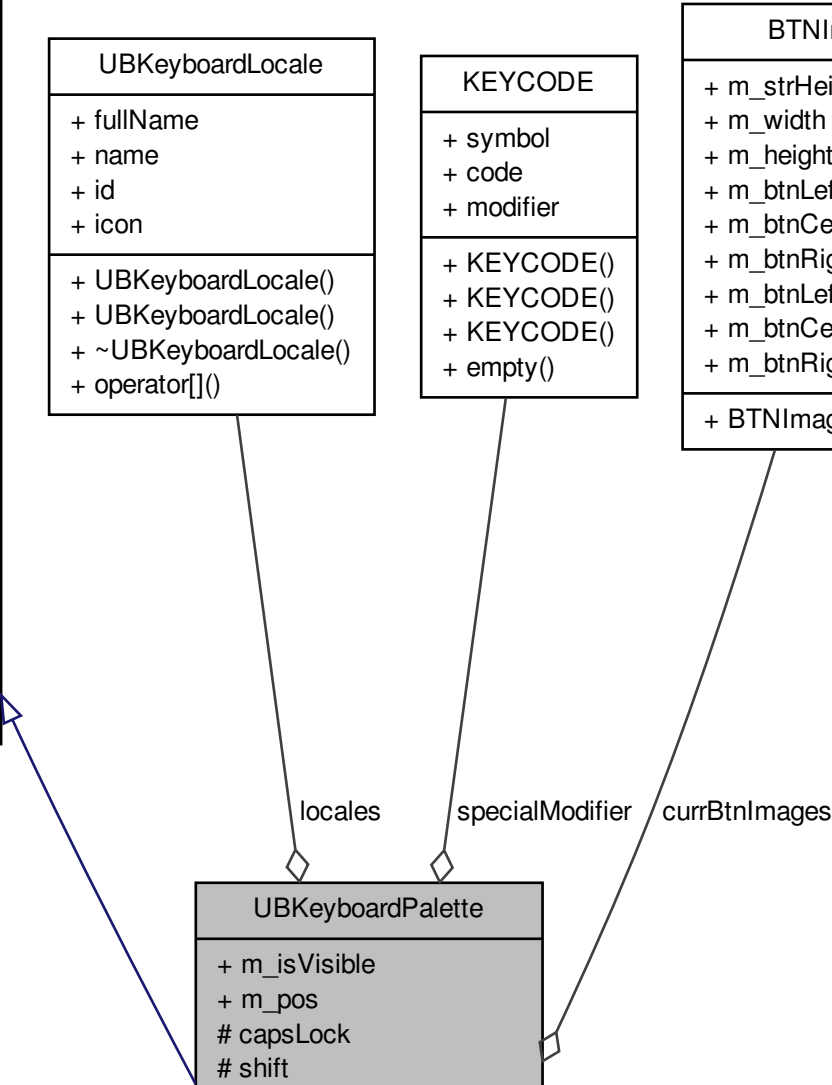 UBKeyboardLocale
+ fullName
+ name
+ id
+ icon
+ UBKeyboardLocale()
+ UBKeyboardLocale()
+ ~UBKeyboardLocale()
+ operator[]()
KEYCODE
+ symbol
+ code
+ modifier
+ KEYCODE()
+ KEYCODE()
+ KEYCODE()
+ empty()
+ m_width
+ m_height
locales
specialModifier
currBtnImages
UBKeyboardPalette
+ m_isVisible
+ m_pos
# capsLock
# shift